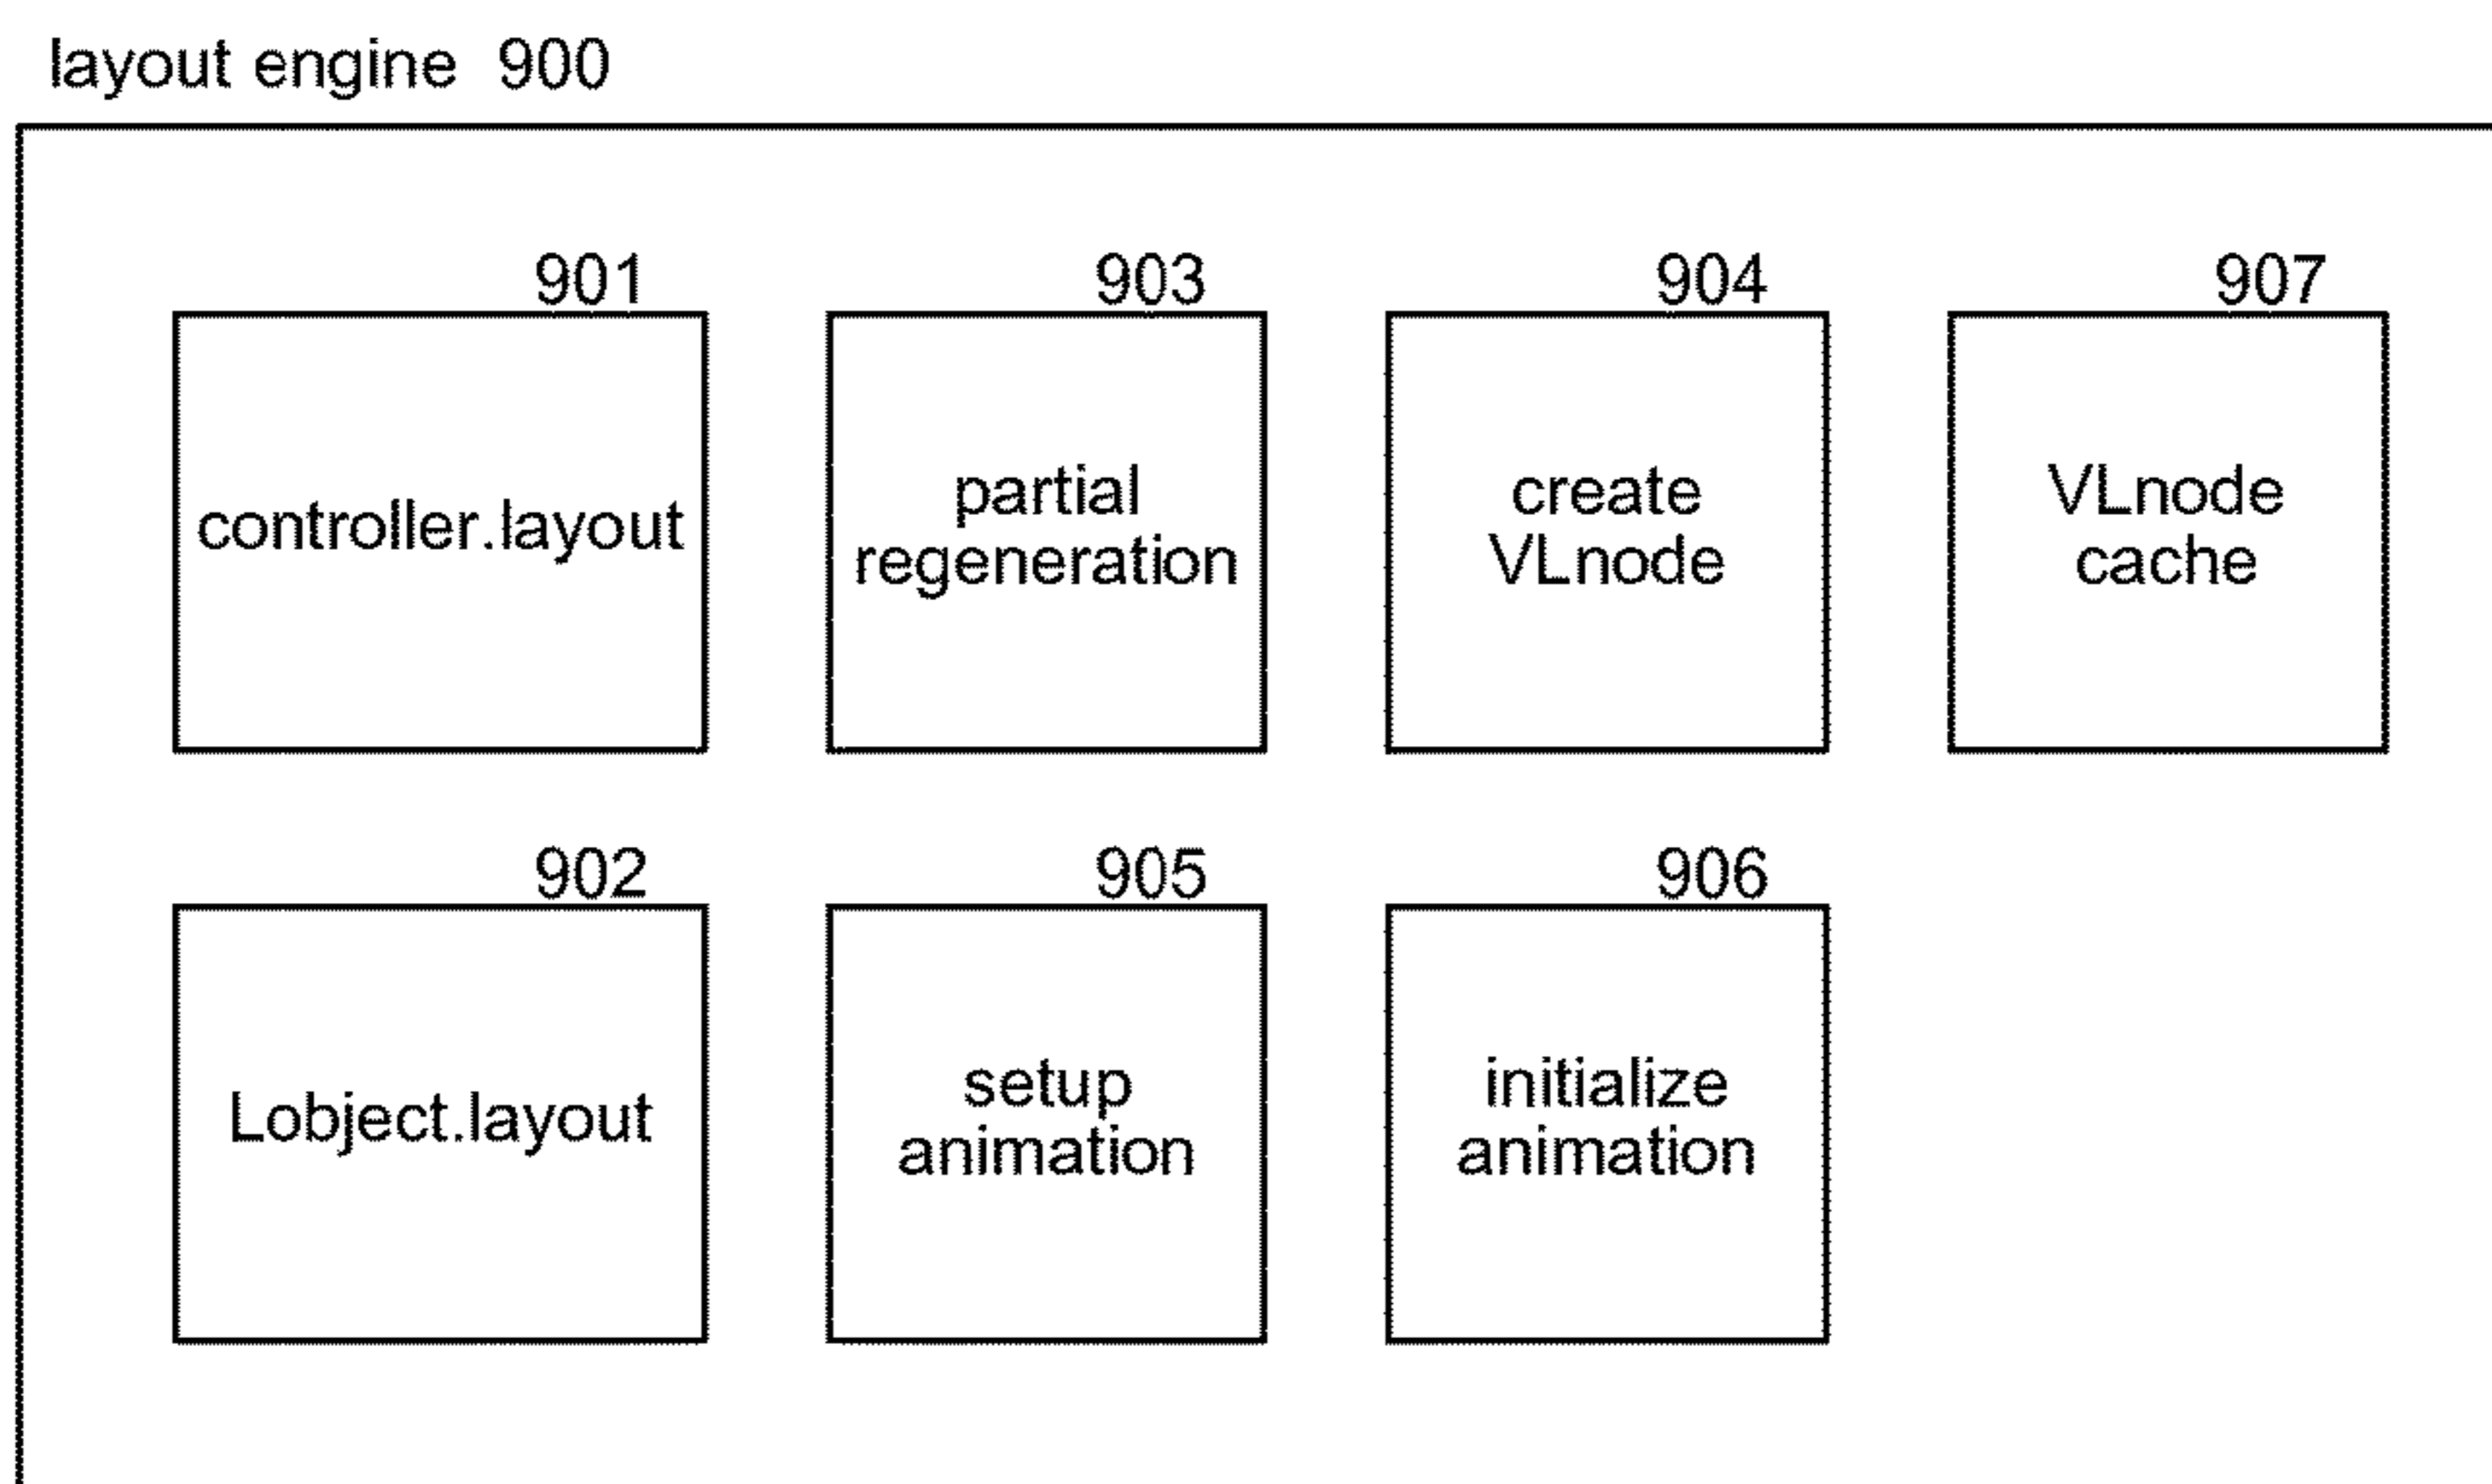 layout engine 900
901
controller.layout
903
partial
regeneration
904
create
VLnode
907
VLnode
cache
902
Lobject.layout
905
setup
animation
906
initialize
animation